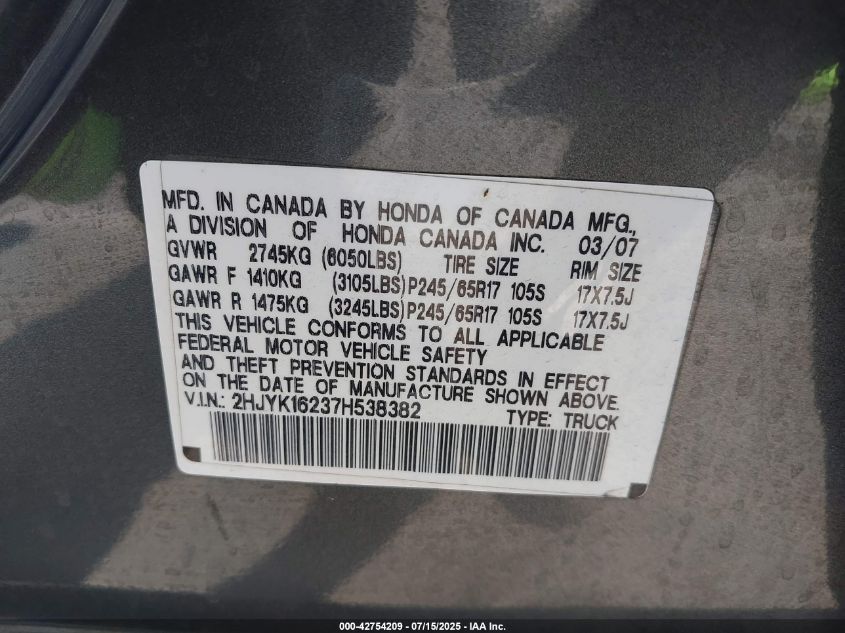 MFD. IN CANADA BY HONDA OF CANADA MFG.,
A DIVISION OF HONDA CANADA INC. 03/07
GVWR 2745KG (6050LBS) TIRE SIZE RIM SIZE
GAWR F 1410KG (3105LBS) P245/65R17 105S 17X7.5J
GAWR R 1475KG (3245LBS) P245/65R17 105S 17X7.5J
THIS VEHICLE CONFORMS TO ALL APPLICABLE
FEDERAL MOTOR VEHICLE SAFETY
AND THEFT PREVENTION STANDARDS IN EFFECT
ON THE DATE OF MANUFACTURE SHOWN ABOVE.
V.I.N.: 2HJYK16237H538382 TYPE: TRUCK
000-42754209 - 07/15/2025 - IAA Inc.